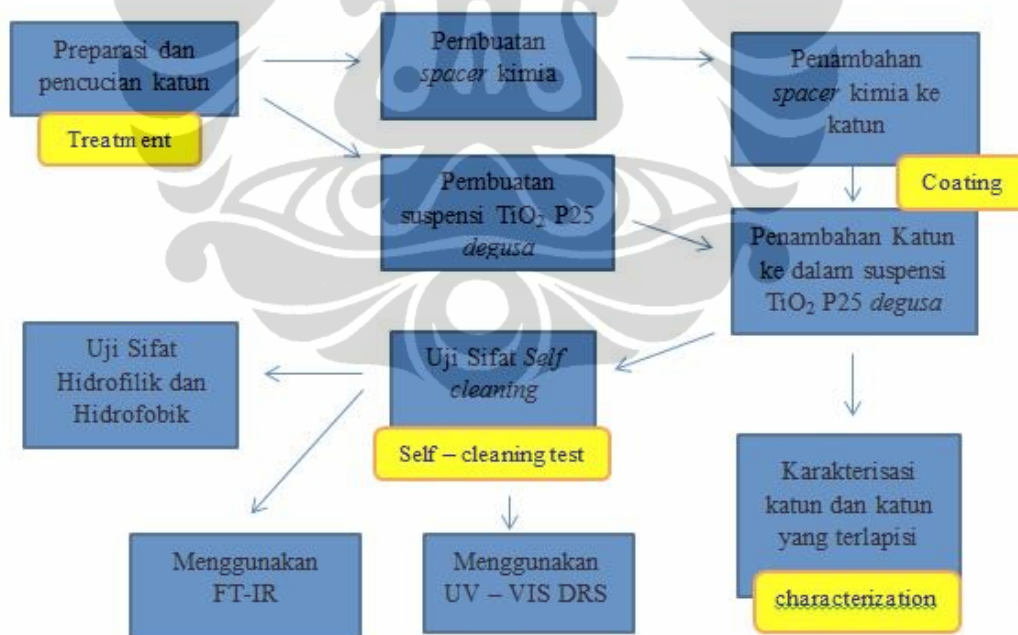 Preparasi dan
pencucian katun
Treatment
Pembuatan
spacer kimia
Penambahan
spacer kimia ke
katun
Coating
Pembuatan
suspensi TiO₂ P25
degusa
Penambahan Katun
ke dalam suspensi
TiO₂ P25 degusa
Uji Sifat
Hidrofilik dan
Hidrofobik
Uji Sifat Self
cleaning
Self – cleaning test
Karakterisasi
katun dan katun
yang terlapisi
characterization
Menggunakan
FT-IR
Menggunakan
UV – VIS DRS